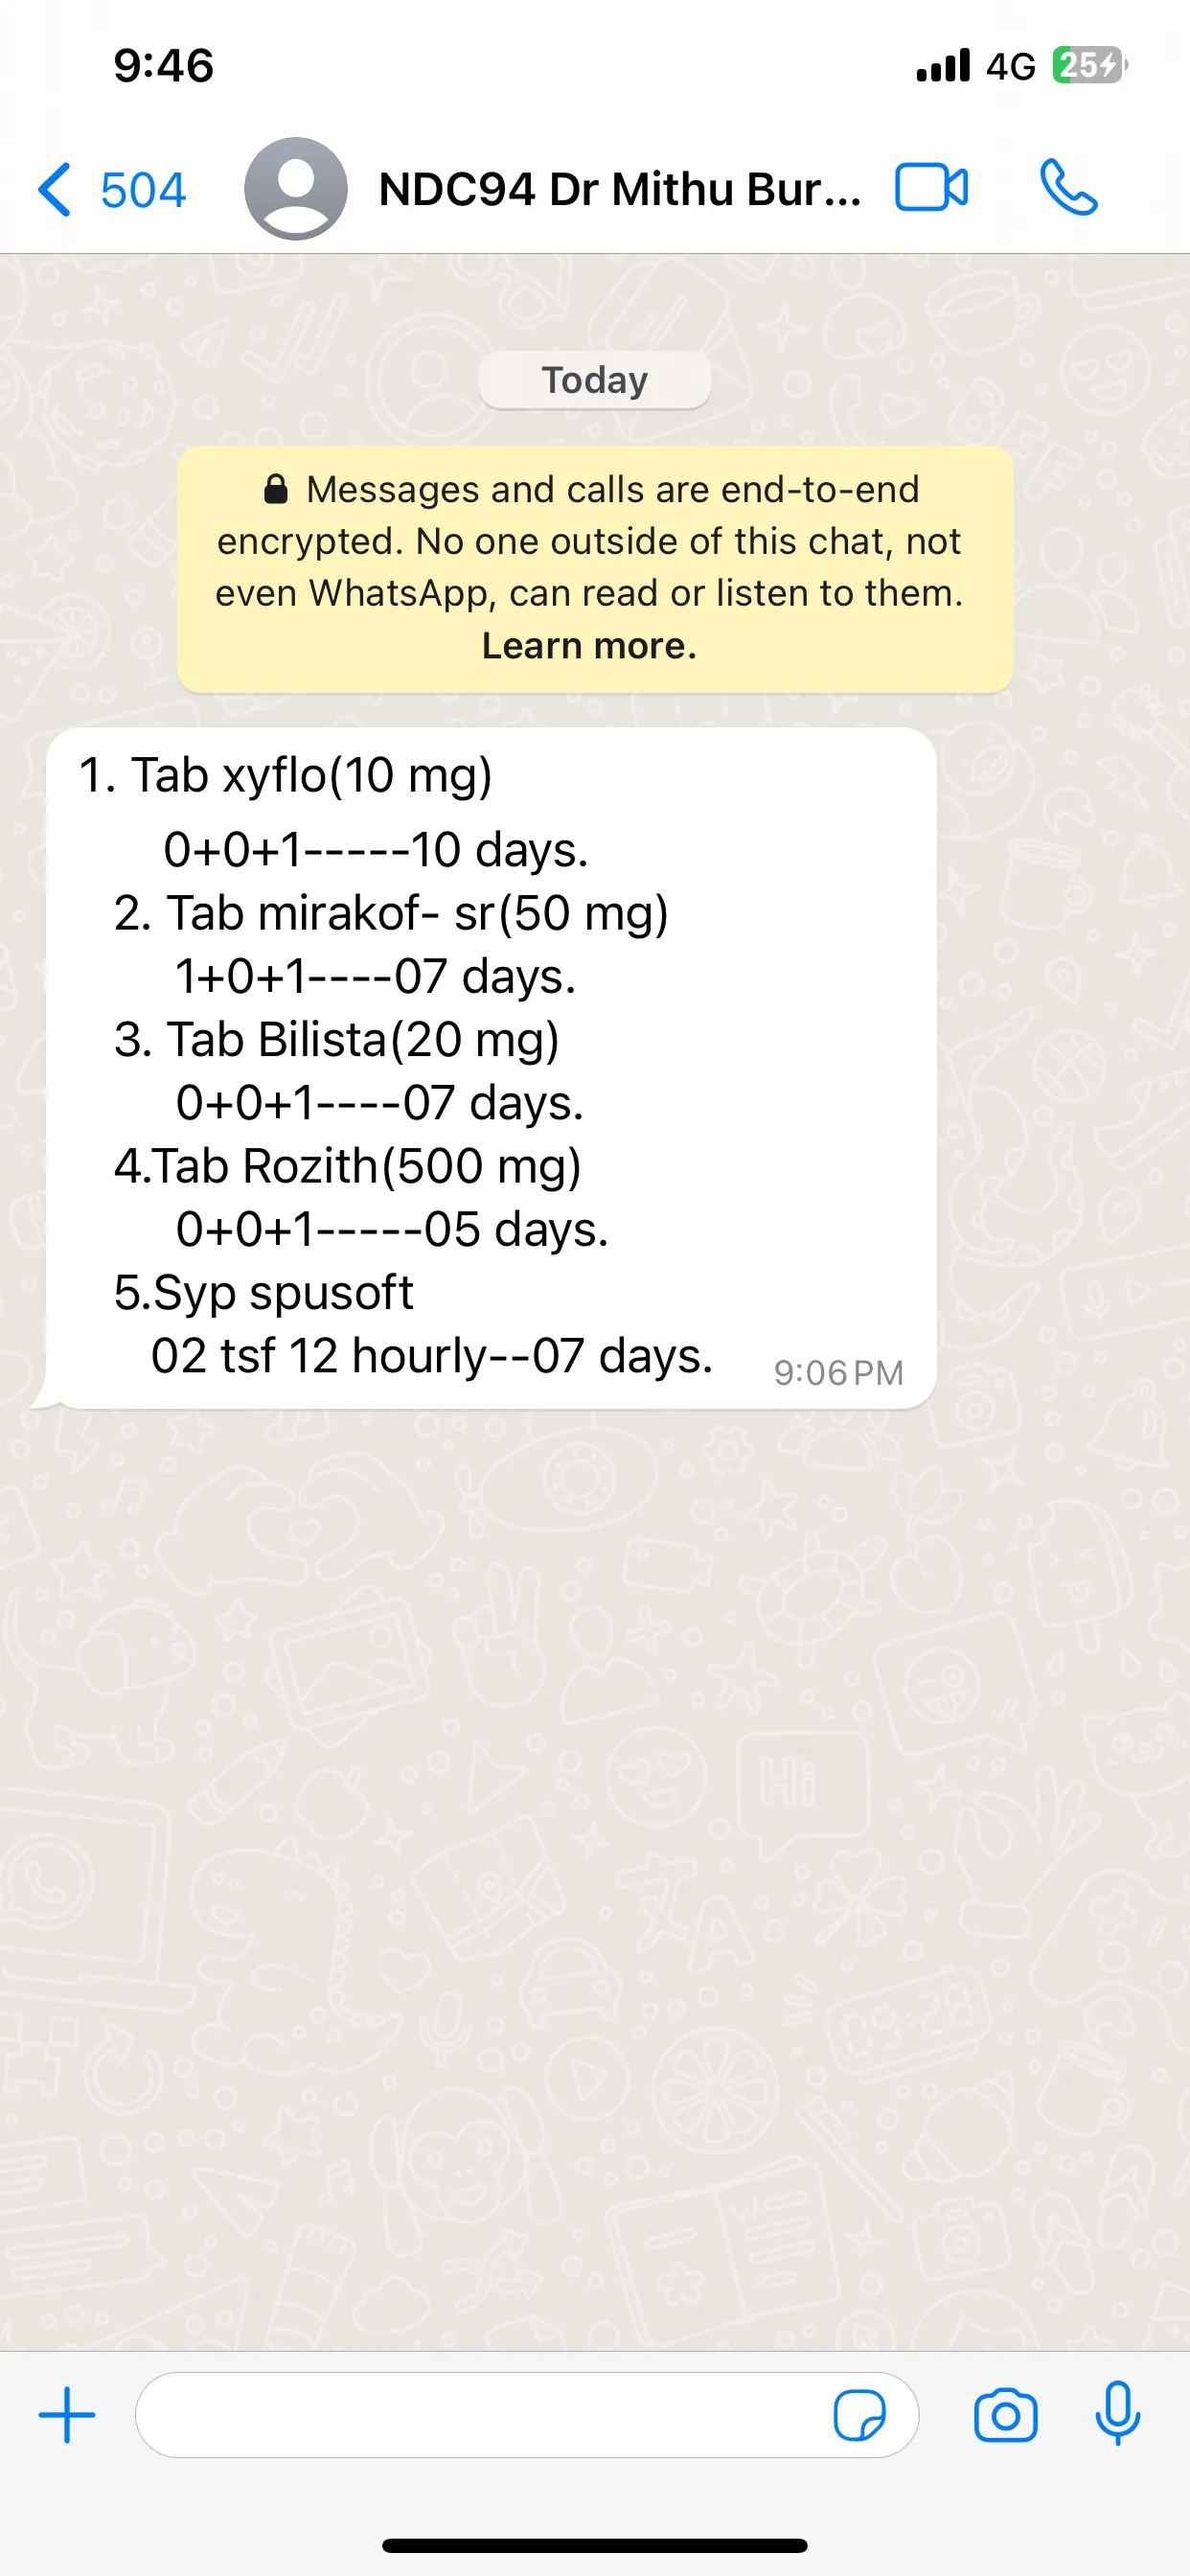 9:46
4G 25
504 NDC94 Dr Mithu Bur...
Today
Messages and calls are end-to-end
encrypted. No one outside of this chat, not
even WhatsApp, can read or listen to them.
Learn more.
1. Tab xyflo(10 mg)
0+0+1-----10 days.
2. Tab mirakof- sr(50 mg)
1+0+1----07 days.
3. Tab Bilista(20 mg)
0+0+1----07 days.
4.Tab Rozith(500 mg)
0+0+1-----05 days.
5.Syp spusoft
02 tsf 12 hourly--07 days.
9:06 PM